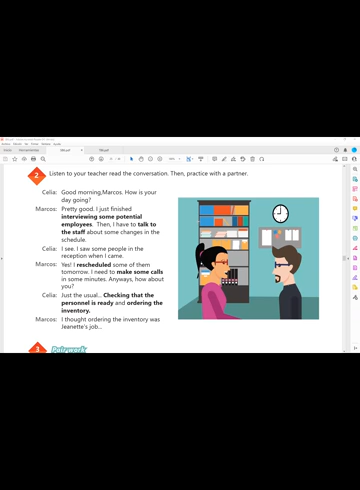 2
Listen to your teacher read the conversation. Then, practice with a partner.
Celia: Good morning,Marcos. How is your
day going?
Marcos: Pretty good. I just finished
interviewing some potential
employees. Then, I have to talk to
the staff about some changes in the
schedule.
Celia: I see. I saw some people in the
reception when I came.
Marcos: Yes! I rescheduled some of them
tomorrow. I need to make some calls
in some minutes. Anyways, how about
you?
Celia: Just the usual... Checking that the
personnel is ready and ordering the
inventory.
Marcos: I thought ordering the inventory was
Jeanette's job...
3
Pair work